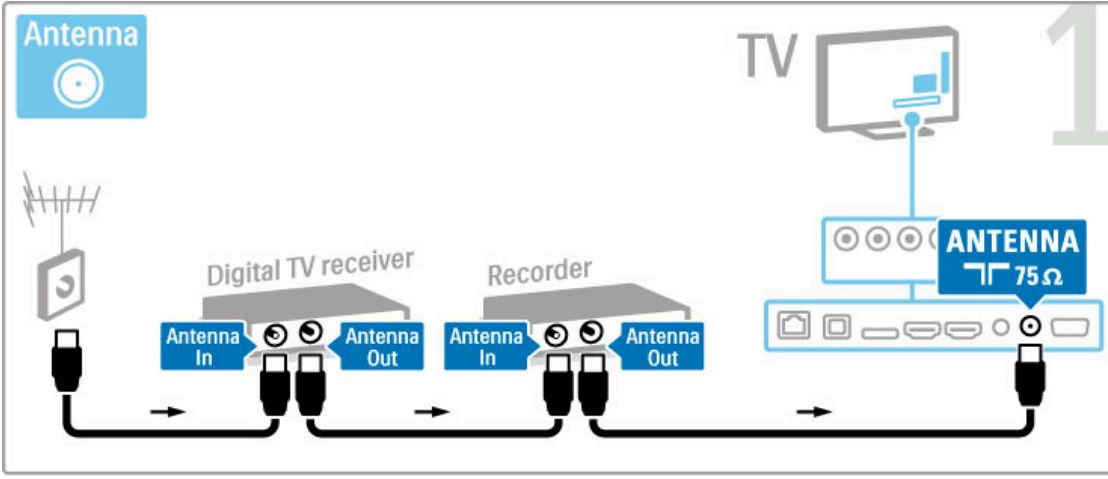 Antenna
TV
1
ANTENNA
75 Ω
Digital TV receiver
Recorder
Antenna
In
Antenna
Out
Antenna
In
Antenna
Out